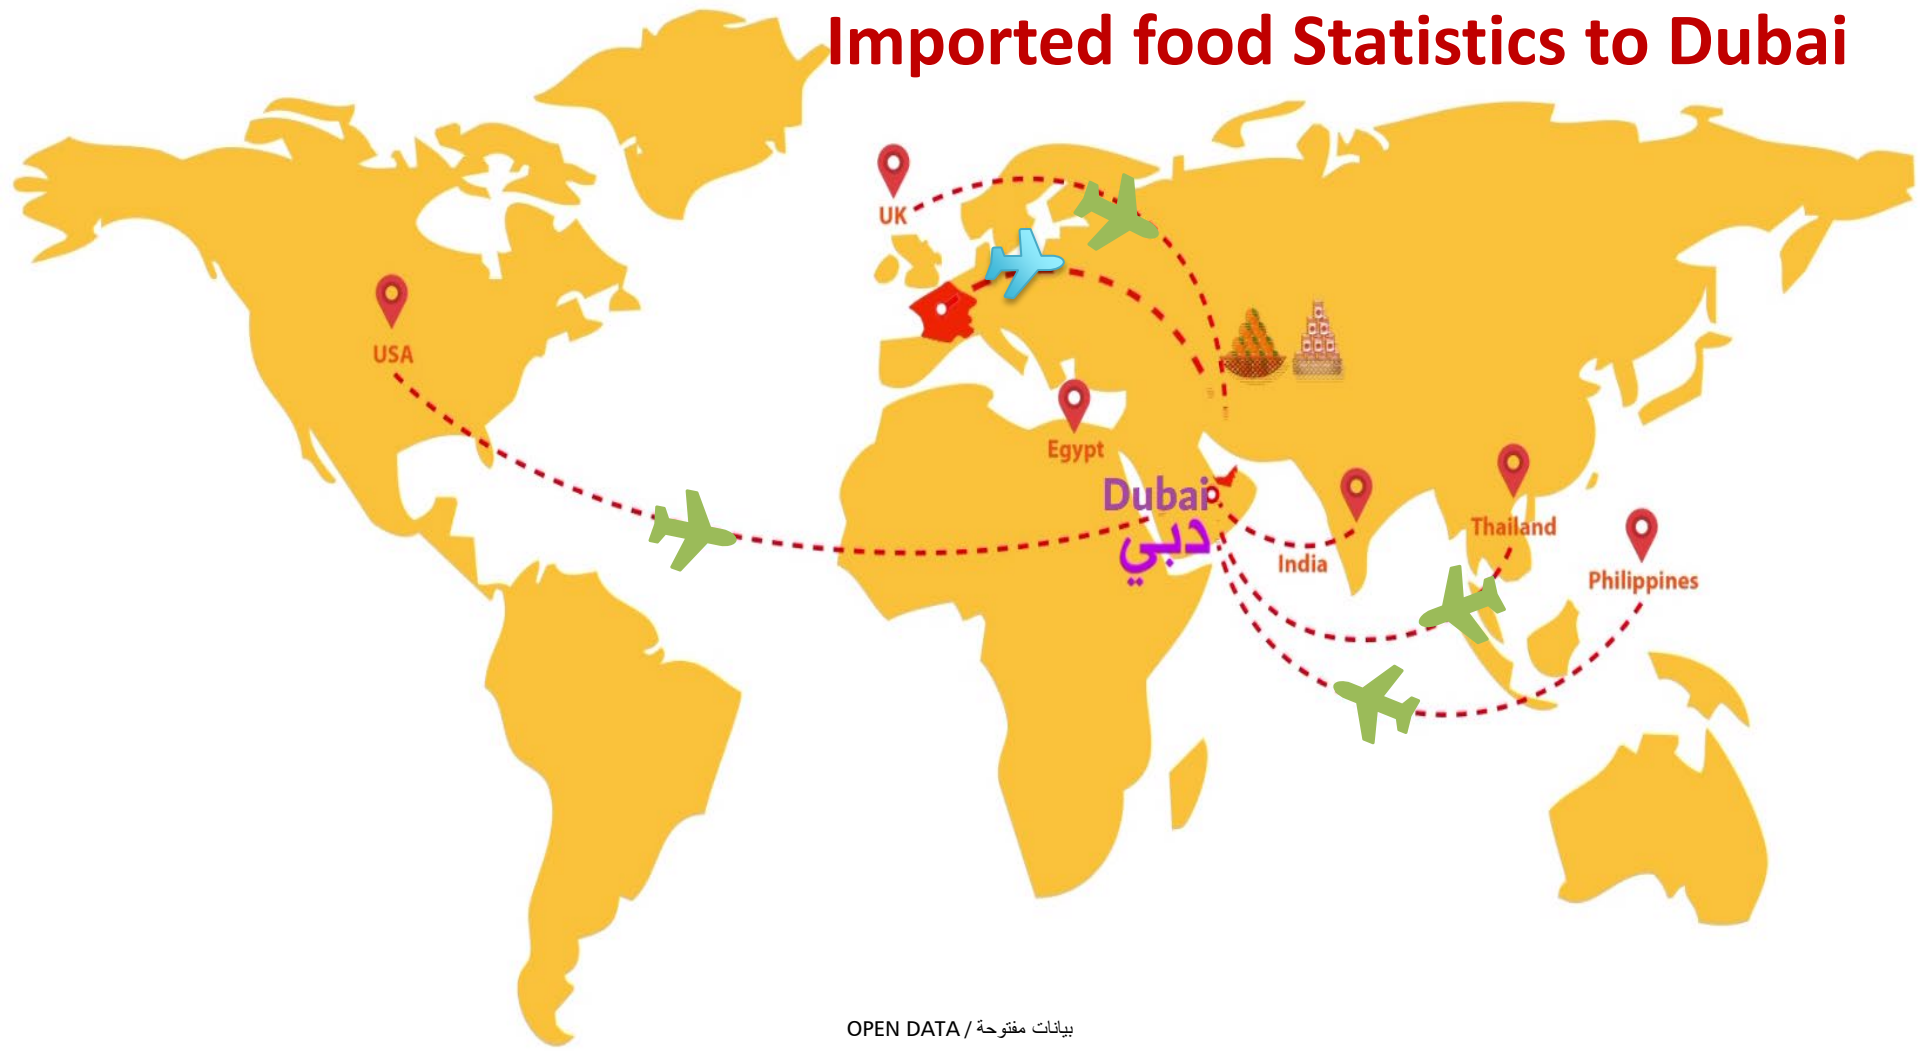 Imported food Statistics to Dubai
UK
USA
Egypt
Dubai
دبي
India
Thailand
Philippines
OPEN DATA / بيانات مفتوحة